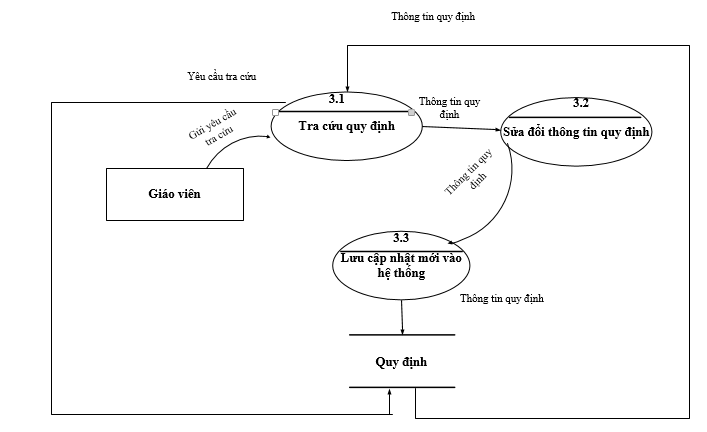 Thông tin quy định
Yêu cầu tra cứu
3.1
Tra cứu quy định
Thông tin quy
định
3.2
Sửa đổi thông tin quy định
Gửi yêu cầu
tra cứu
Giáo viên
Thông tin quy
định
3.3
Lưu cập nhật mới vào
hệ thống
Thông tin quy định
Quy định